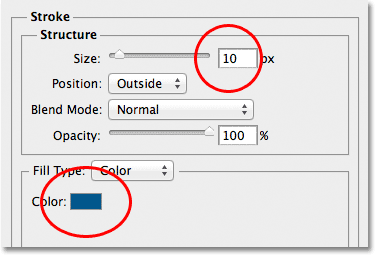 Stroke
Structure
Size: 10 px
Position: Outside
Blend Mode: Normal
Opacity: 100 %
Fill Type: Color
Color: